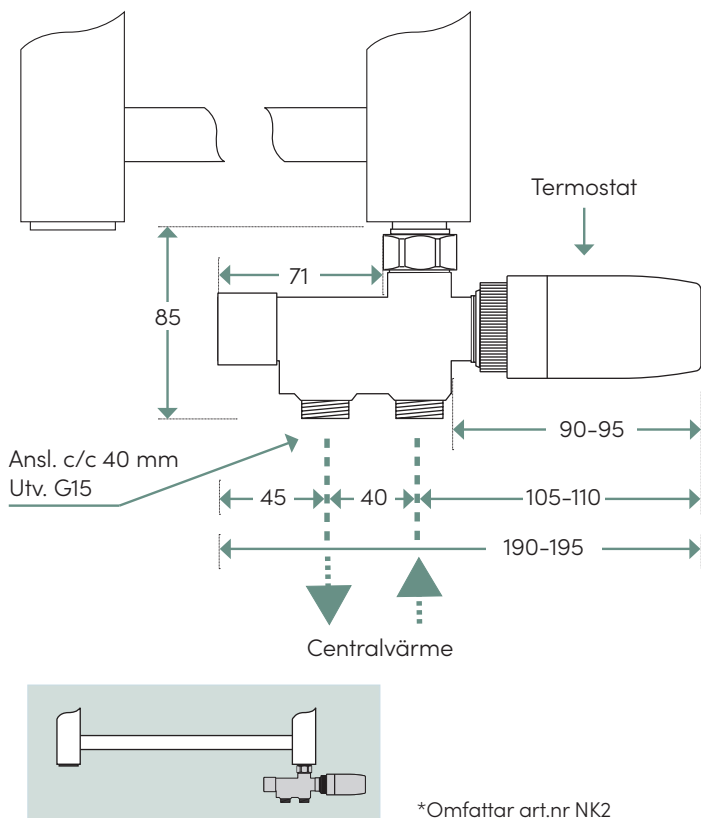 Termostat
71
85
90-95
Ansl. c/c 40 mm
Utv. G15
45
40
105-110
190-195
Centralvärme
*Omfattar art.nr NK2